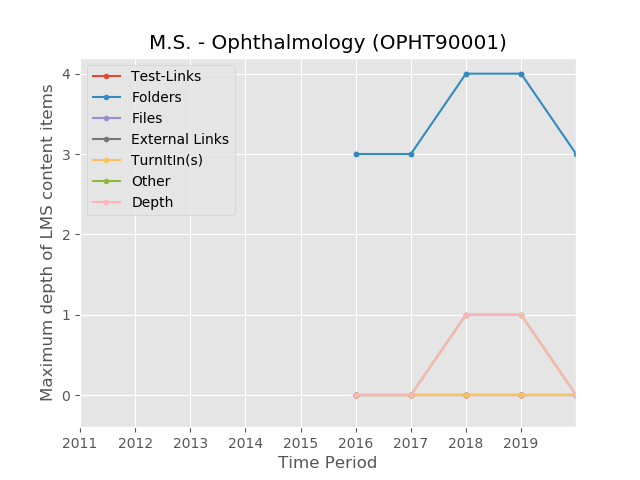 M.S. - Ophthalmology (OPHT90001)
Test-Links
Folders
Files
External Links
TurnItIn(s)
Other
Depth
Maximum depth of LMS content items
4
3
2
1
0
2011 2012 2013 2014 2015 2016 2017 2018 2019
Time Period